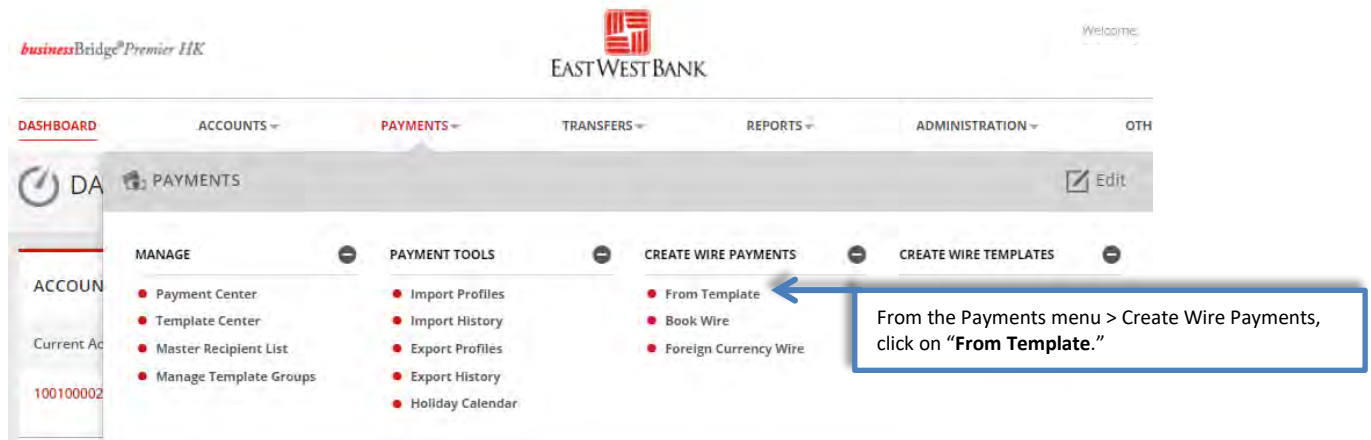 businessBridge® Premier HK
EAST WEST BANK
Welcome,
DASHBOARD ACCOUNTS PAYMENTS TRANSFERS REPORTS ADMINISTRATION OTH
DA PAYMENTS Edit
MANAGE PAYMENT TOOLS CREATE WIRE PAYMENTS CREATE WIRE TEMPLATES
ACCOUN
Payment Center Import Profiles From Template
Template Center Import History Book Wire
Current Ac Master Recipient List Export Profiles Foreign Currency Wire
Manage Template Groups Export History
100100002 Holiday Calendar
From the Payments menu > Create Wire Payments,
click on “From Template.”